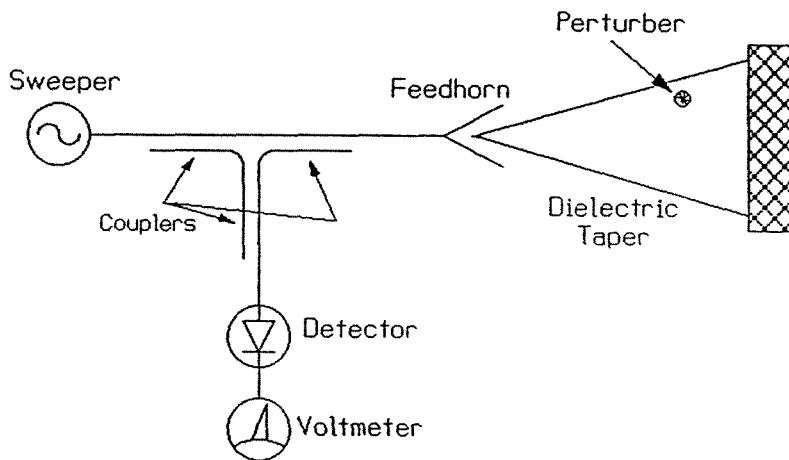 Perturber
Sweeper
Feedhorn
Couplers
Dielectric
Taper
Detector
Voltmeter